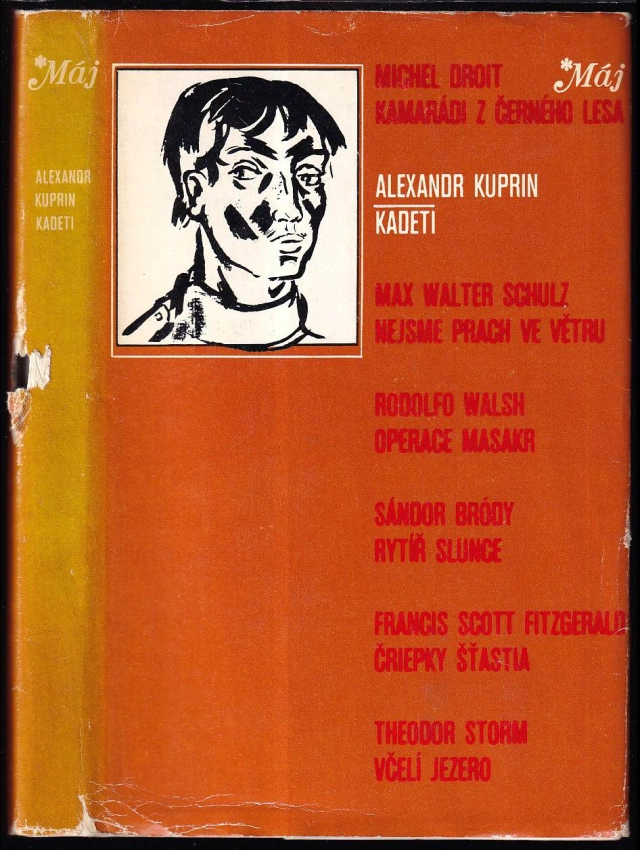 *Máj
ALEXANDR
KUPRIN
KADETI
*Máj
MICHEL DROIT
KAMARÁDI Z ČERNÉHO LESA
ALEXANDR KUPRIN
KADETI
MAX WALTER SCHULZ
NEJSME PRACH VE VĚTRU
RODOLFO WALSH
OPERACE MASAKR
SÁNDOR BRÓDY
RYTÍŘ SLUNCE
FRANCIS SCOTT FITZGERALD
ČRIEPKY ŠŤASTIA
THEODOR STORM
VČELÍ JEZERO